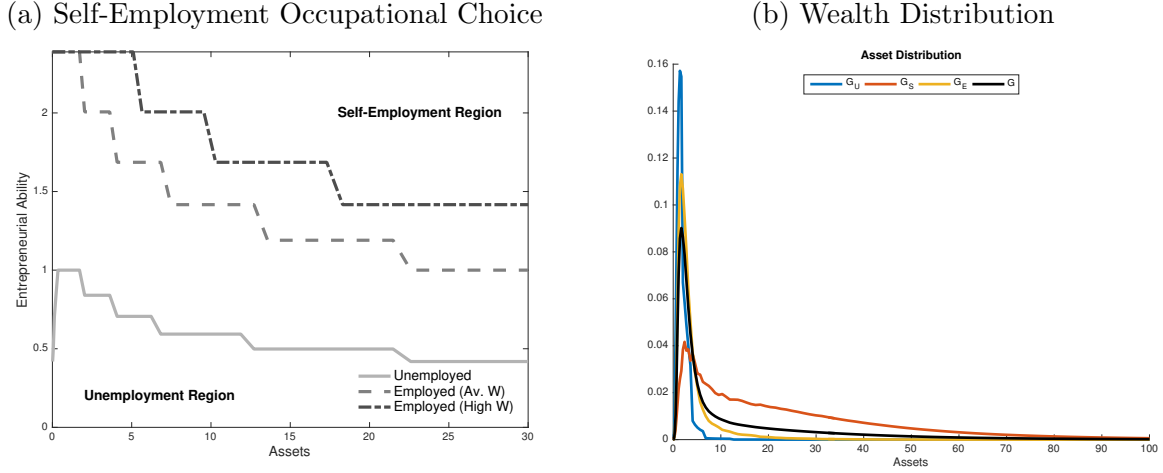 (a) Self-Employment Occupational Choice
Entrepreneurial Ability
2
1.5
1
0.5
0
0 5 10 15 20 25 30
Assets
Self-Employment Region
Unemployment Region
Unemployed
Employed (Av. W)
Employed (High W)
(b) Wealth Distribution
Asset Distribution
G_U G_S G_E G
0.16
0.14
0.12
0.1
0.08
0.06
0.04
0.02
0
0 10 20 30 40 50 60 70 80 90 100
Assets